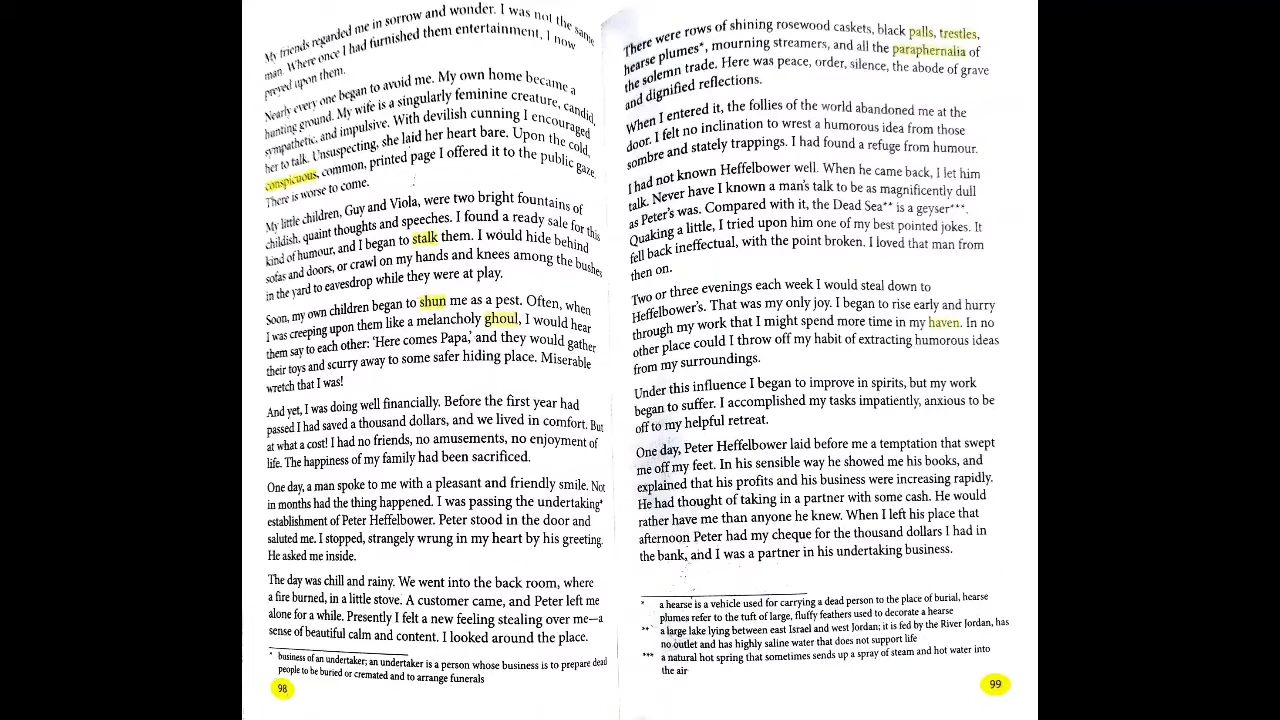 My friends regarded me in sorrow and wonder. I was not the same
man. Where once I had furnished them entertainment, I now
preyed upon them.
Nearly every one began to avoid me. My own home became a
hunting ground. My wife is a singularly feminine creature, candid,
sympathetic, and impulsive. With devilish cunning I encouraged
her to talk. Unsuspecting, she laid her heart bare. Upon the cold,
conspicuous, common, printed page I offered it to the public gaze.
There is worse to come.
My little children, Guy and Viola, were two bright fountains of
childish, quaint thoughts and speeches. I found a ready sale for this
kind of humour, and I began to stalk them. I would hide behind
sofas and doors, or crawl on my hands and knees among the bushes
in the yard to eavesdrop while they were at play.
Soon, my own children began to shun me as a pest. Often, when
I was creeping upon them like a melancholy ghoul, I would hear
them say to each other: 'Here comes Papa,' and they would gather
their toys and scurry away to some safer hiding place. Miserable
wretch that I was!
And yet, I was doing well financially. Before the first year had
passed I had saved a thousand dollars, and we lived in comfort. But
at what a cost! I had no friends, no amusements, no enjoyment of
life. The happiness of my family had been sacrificed.
One day, a man spoke to me with a pleasant and friendly smile. Not
in months had the thing happened. I was passing the undertaking*
establishment of Peter Heffelbower. Peter stood in the door and
saluted me. I stopped, strangely wrung in my heart by his greeting.
He asked me inside.
The day was chill and rainy. We went into the back room, where
a fire burned, in a little stove. A customer came, and Peter left me
alone for a while. Presently I felt a new feeling stealing over me—a
sense of beautiful calm and content. I looked around the place.
* business of an undertaker; an undertaker is a person whose business is to prepare dead
people to be buried or cremated and to arrange funerals
98
There were rows of shining rosewood caskets, black palls, trestles,
hearse plumes*, mourning streamers, and all the paraphernalia of
the solemn trade. Here was peace, order, silence, the abode of grave
and dignified reflections.
When I entered it, the follies of the world abandoned me at the
door. I felt no inclination to wrest a humorous idea from those
sombre and stately trappings. I had found a refuge from humour.
I had not known Heffelbower well. When he came back, I let him
talk. Never have I known a man's talk to be as magnificently dull
as Peter's was. Compared with it, the Dead Sea** is a geyser***.
Quaking a little, I tried upon him one of my best pointed jokes. It
fell back ineffectual, with the point broken. I loved that man from
then on.
Two or three evenings each week I would steal down to
Heffelbower's. That was my only joy. I began to rise early and hurry
through my work that I might spend more time in my haven. In no
other place could I throw off my habit of extracting humorous ideas
from my surroundings.
Under this influence I began to improve in spirits, but my work
began to suffer. I accomplished my tasks impatiently, anxious to be
off to my helpful retreat.
One day, Peter Heffelbower laid before me a temptation that swept
me off my feet. In his sensible way he showed me his books, and
explained that his profits and his business were increasing rapidly.
He had thought of taking in a partner with some cash. He would
rather have me than anyone he knew. When I left his place that
afternoon Peter had my cheque for the thousand dollars I had in
the bank, and I was a partner in his undertaking business.
* a hearse is a vehicle used for carrying a dead person to the place of burial, hearse
plumes refer to the tuft of large, fluffy feathers used to decorate a hearse
** a large lake lying between east Israel and west Jordan; it is fed by the River Jordan, has
no outlet and has highly saline water that does not support life
*** a natural hot spring that sometimes sends up a spray of steam and hot water into
the air
99